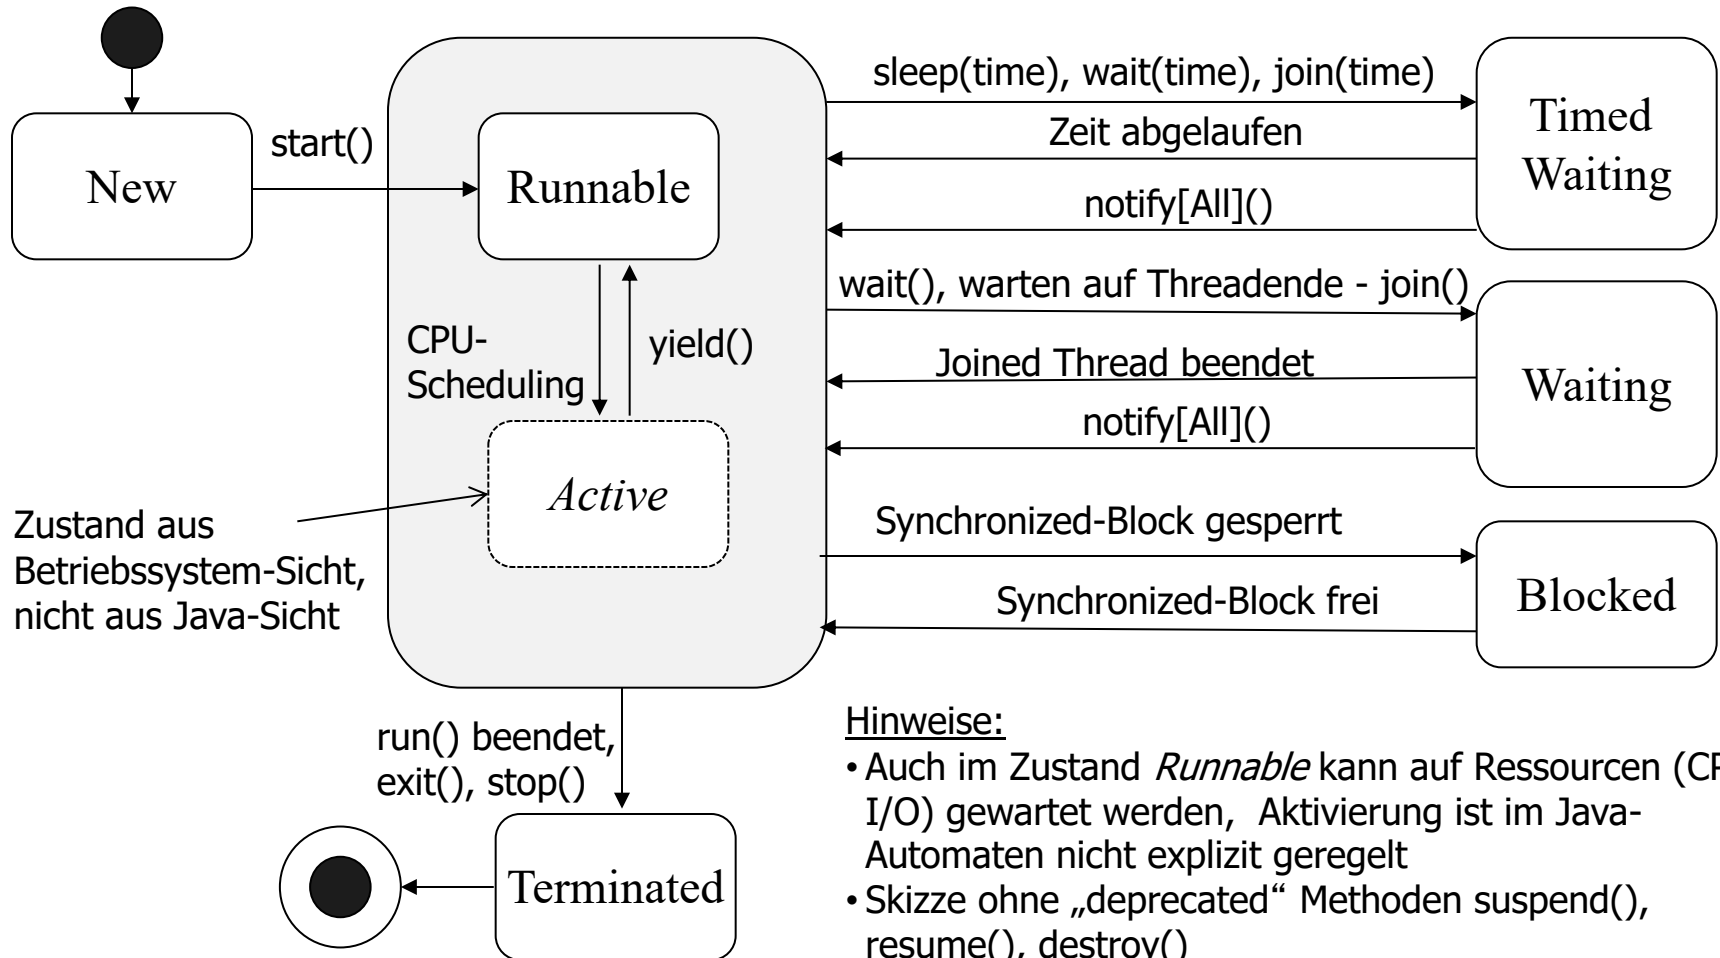 sleep(time), wait(time), join(time)
Timed
Waiting
Zeit abgelaufen
start()
New
Runnable
notify[All]()
wait(), warten auf Threadende - join()
CPU-
Scheduling
yield()
Joined Thread beendet
Waiting
notify[All]()
Active
Zustand aus
Betriebssystem-Sicht,
nicht aus Java-Sicht
Synchronized-Block gesperrt
Synchronized-Block frei
Blocked
run() beendet,
exit(), stop()
Terminated
Hinweise:
• Auch im Zustand Runnable kann auf Ressourcen
I/O) gewartet werden, Aktivierung ist im Java-
Automaten nicht explizit geregelt
• Skizze ohne „deprecated“ Methoden suspend(),
resume(), destroy()